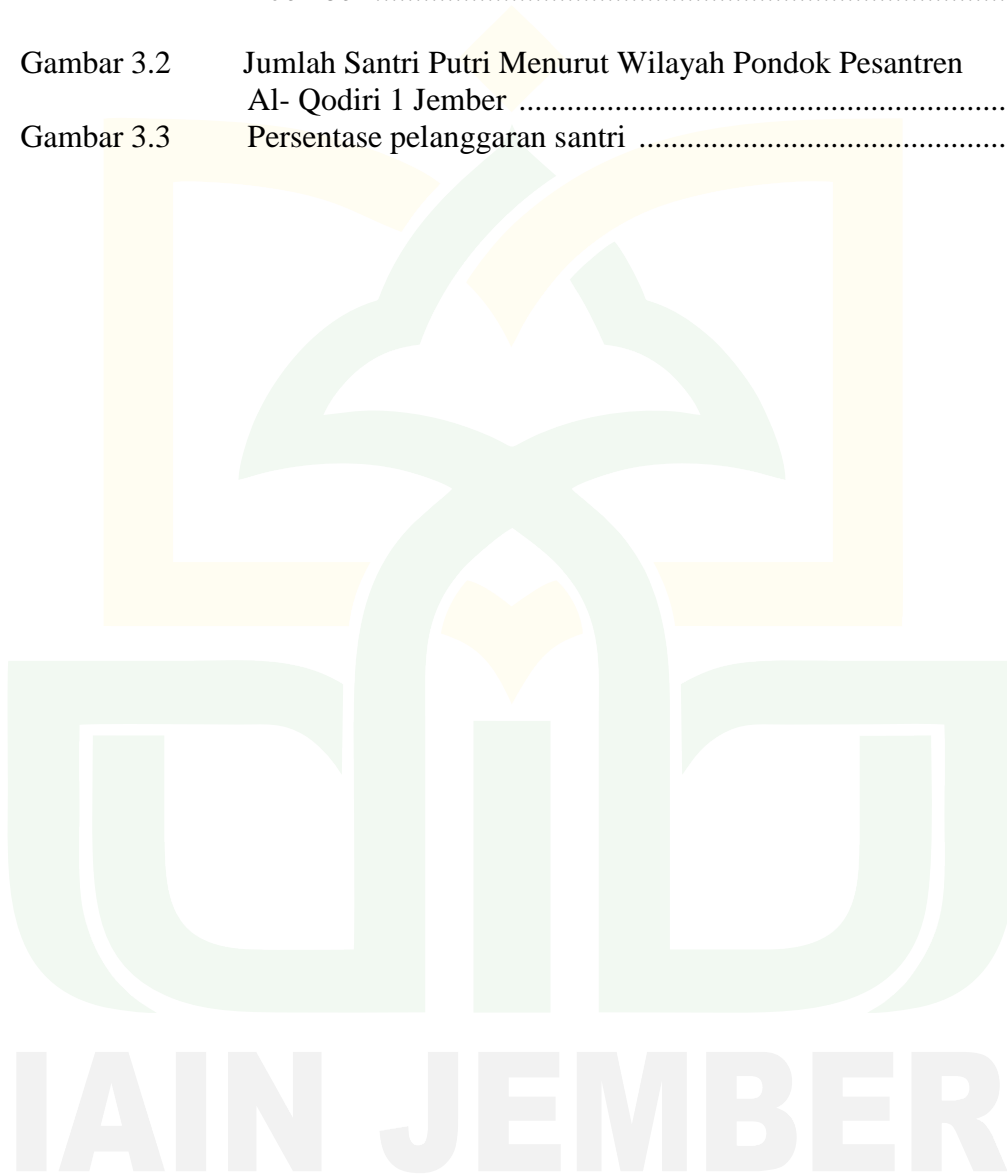 Gambar 3.2 Jumlah Santri Putri Menurut Wilayah Pondok Pesantren
Al- Qodiri 1 Jember ..............................................................
Gambar 3.3 Persentase pelanggaran santri ...............................................
IAIN JEMBER